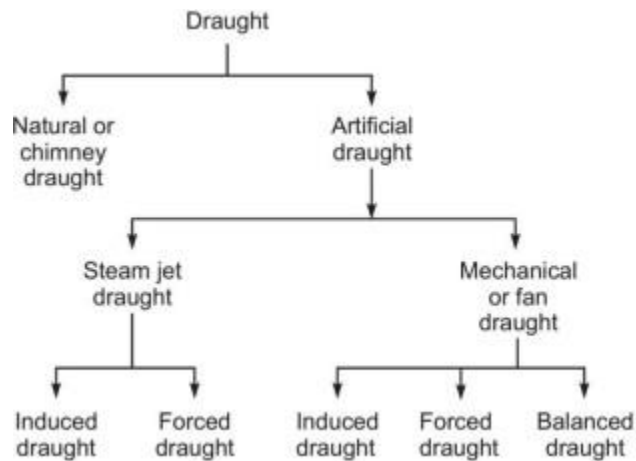 Draught
Natural or
chimney
draught
Artificial
draught
Steam jet
draught
Mechanical
or fan
draught
Induced
draught
Forced
draught
Induced
draught
Forced
draught
Balanced
draught